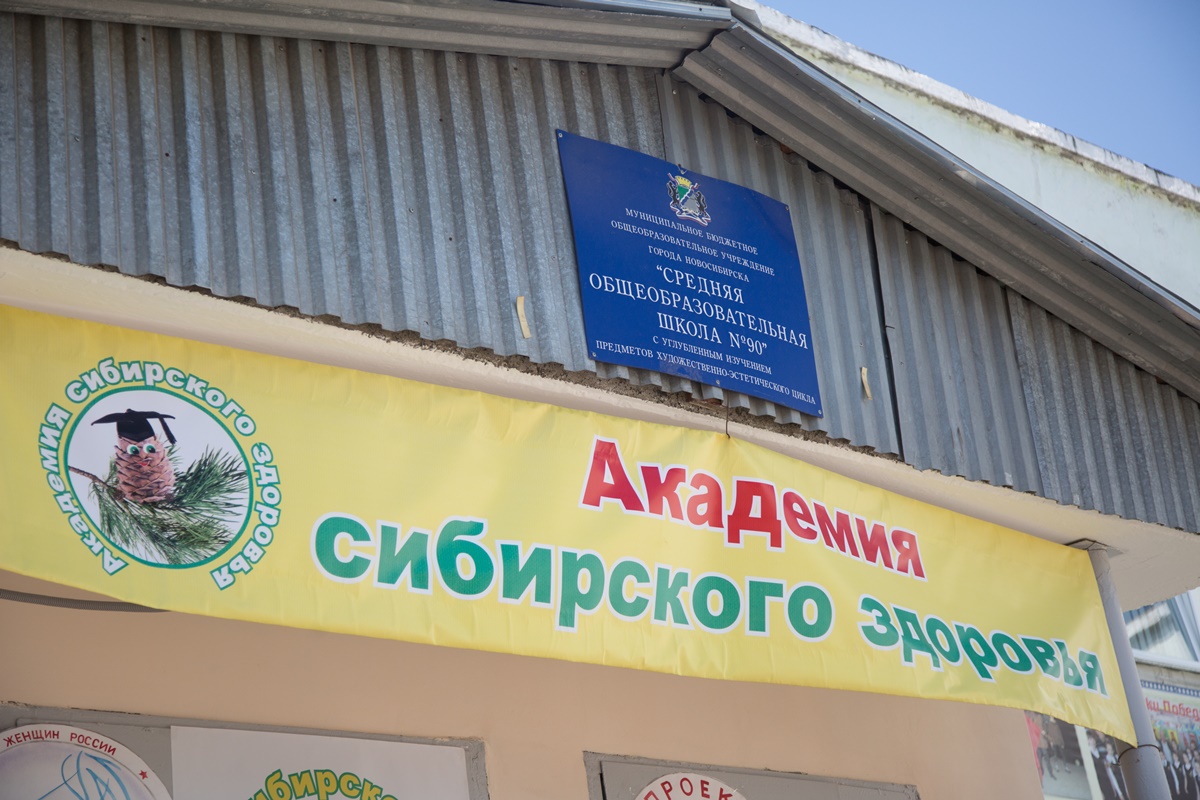 МУНИЦИПАЛЬНОЕ БЮДЖЕТНОЕ
ОБЩЕОБРАЗОВАТЕЛЬНОЕ УЧРЕЖДЕНИЕ
ГОРОДА НОВОСИБИРСКА
"СРЕДНЯЯ
ОБЩЕОБРАЗОВАТЕЛЬНАЯ
ШКОЛА №90"
С УГЛУБЛЕННЫМ ИЗУЧЕНИЕМ
ПРЕДМЕТОВ ХУДОЖЕСТВЕННО-ЭСТЕТИЧЕСКОГО ЦИКЛА
Академия сибирского здоровья
Академия
сибирского здоровья
ЖЕНЩИН РОССИИ